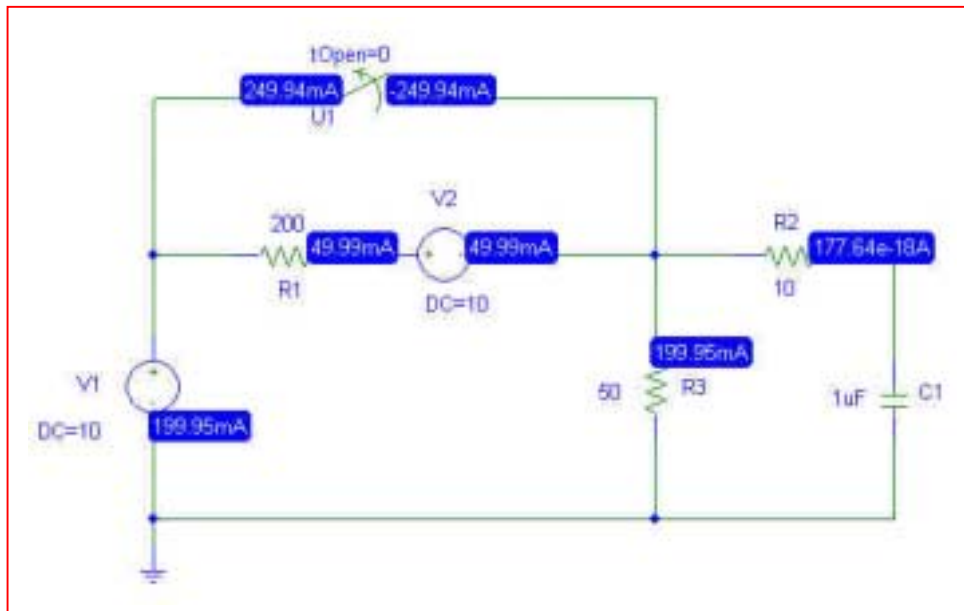 tOpen=0
249.94mA
-249.94mA
U1
V2
200
R2
49.99mA
+
-
49.99mA
177.64e-18A
R1
10
DC=10
199.95mA
V1
+
50
R3
1uF
C1
DC=10
199.95mA